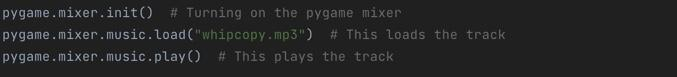 pygame.mixer.init()  # Turning on the pygame mixer
pygame.mixer.music.load("whipcopy.mp3")  # This loads the track
pygame.mixer.music.play()  # This plays the track